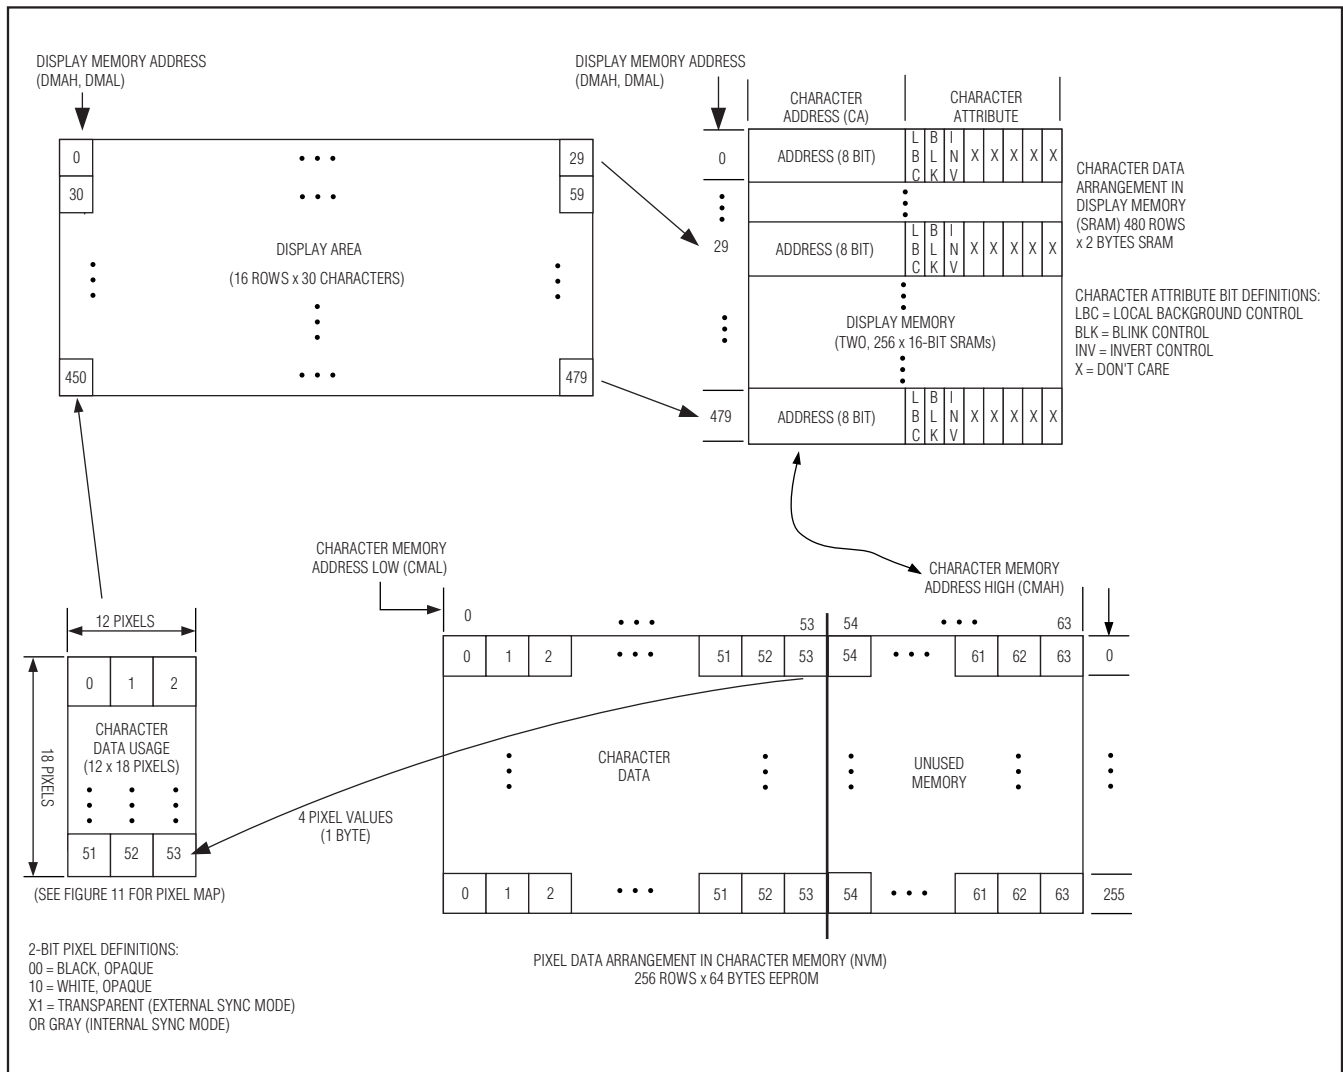 DISPLAY MEMORY ADDRESS
(DMAH, DMAL)
0
29
30
59
DISPLAY AREA
(16 ROWS x 30 CHARACTERS)
450
479
DISPLAY MEMORY ADDRESS
(DMAH, DMAL)
CHARACTER
ADDRESS (CA)
CHARACTER
ATTRIBUTE
0
ADDRESS (8 BIT)
LBC
BLK
INV
X X X X X
29
ADDRESS (8 BIT)
LBC
BLK
INV
X X X X X
DISPLAY MEMORY
(TWO, 256 x 16-BIT SRAMs)
479
ADDRESS (8 BIT)
LBC
BLK
INV
X X X X X
CHARACTER DATA
ARRANGEMENT IN
DISPLAY MEMORY
(SRAM) 480 ROWS
x 2 BYTES SRAM
CHARACTER ATTRIBUTE BIT DEFINITIONS:
LBC = LOCAL BACKGROUND CONTROL
BLK = BLINK CONTROL
INV = INVERT CONTROL
X = DON'T CARE
12 PIXELS
18 PIXELS
0 1 2
CHARACTER
DATA USAGE
(12 x 18 PIXELS)
51 52 53
(SEE FIGURE 11 FOR PIXEL MAP)
2-BIT PIXEL DEFINITIONS:
00 = BLACK, OPAQUE
10 = WHITE, OPAQUE
X1 = TRANSPARENT (EXTERNAL SYNC MODE)
OR GRAY (INTERNAL SYNC MODE)
4 PIXEL VALUES
(1 BYTE)
CHARACTER MEMORY
ADDRESS LOW (CMAL)
CHARACTER MEMORY
ADDRESS HIGH (CMAH)
0 53 54 63
0 1 2 51 52 53 54 61 62 63 0
CHARACTER
DATA
UNUSED
MEMORY
0 1 2 51 52 53 54 61 62 63 255
PIXEL DATA ARRANGEMENT IN CHARACTER MEMORY (NVM)
256 ROWS x 64 BYTES EEPROM